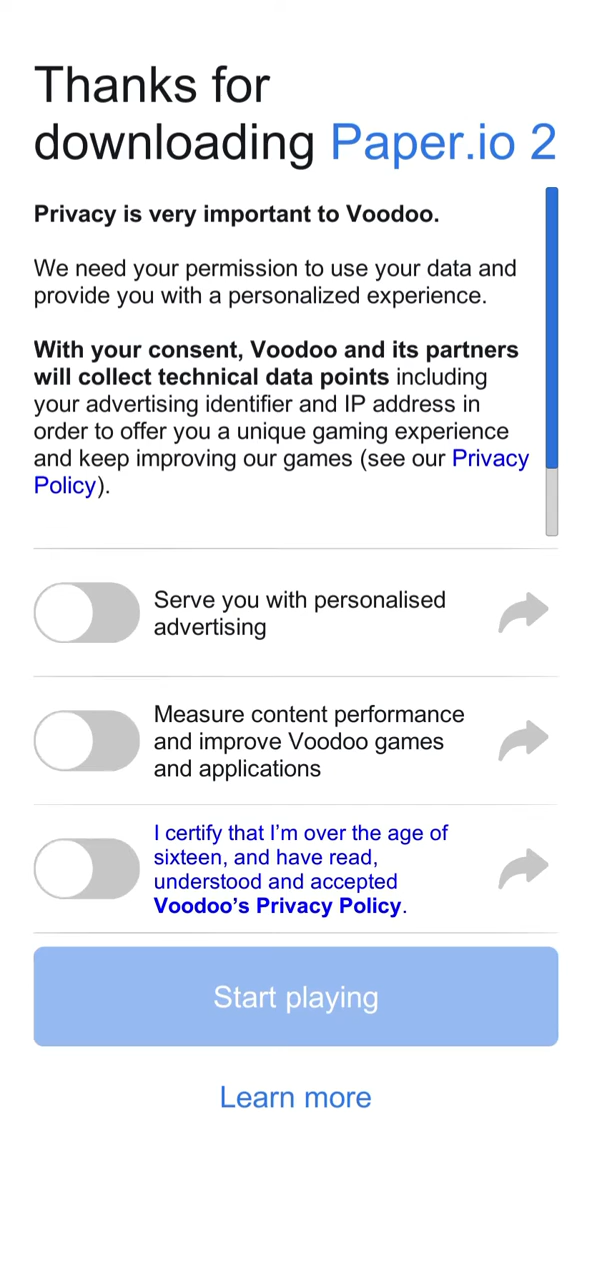 Thanks for
downloading Paper.io 2
Privacy is very important to Voodoo.
We need your permission to use your data and
provide you with a personalized experience.
With your consent, Voodoo and its partners
will collect technical data points including
your advertising identifier and IP address in
order to offer you a unique gaming experience
and keep improving our games (see our Privacy
Policy).
Serve you with personalised
advertising
Measure content performance
and improve Voodoo games
and applications
I certify that I’m over the age of
sixteen, and have read,
understood and accepted
Voodoo’s Privacy Policy.
Start playing
Learn more